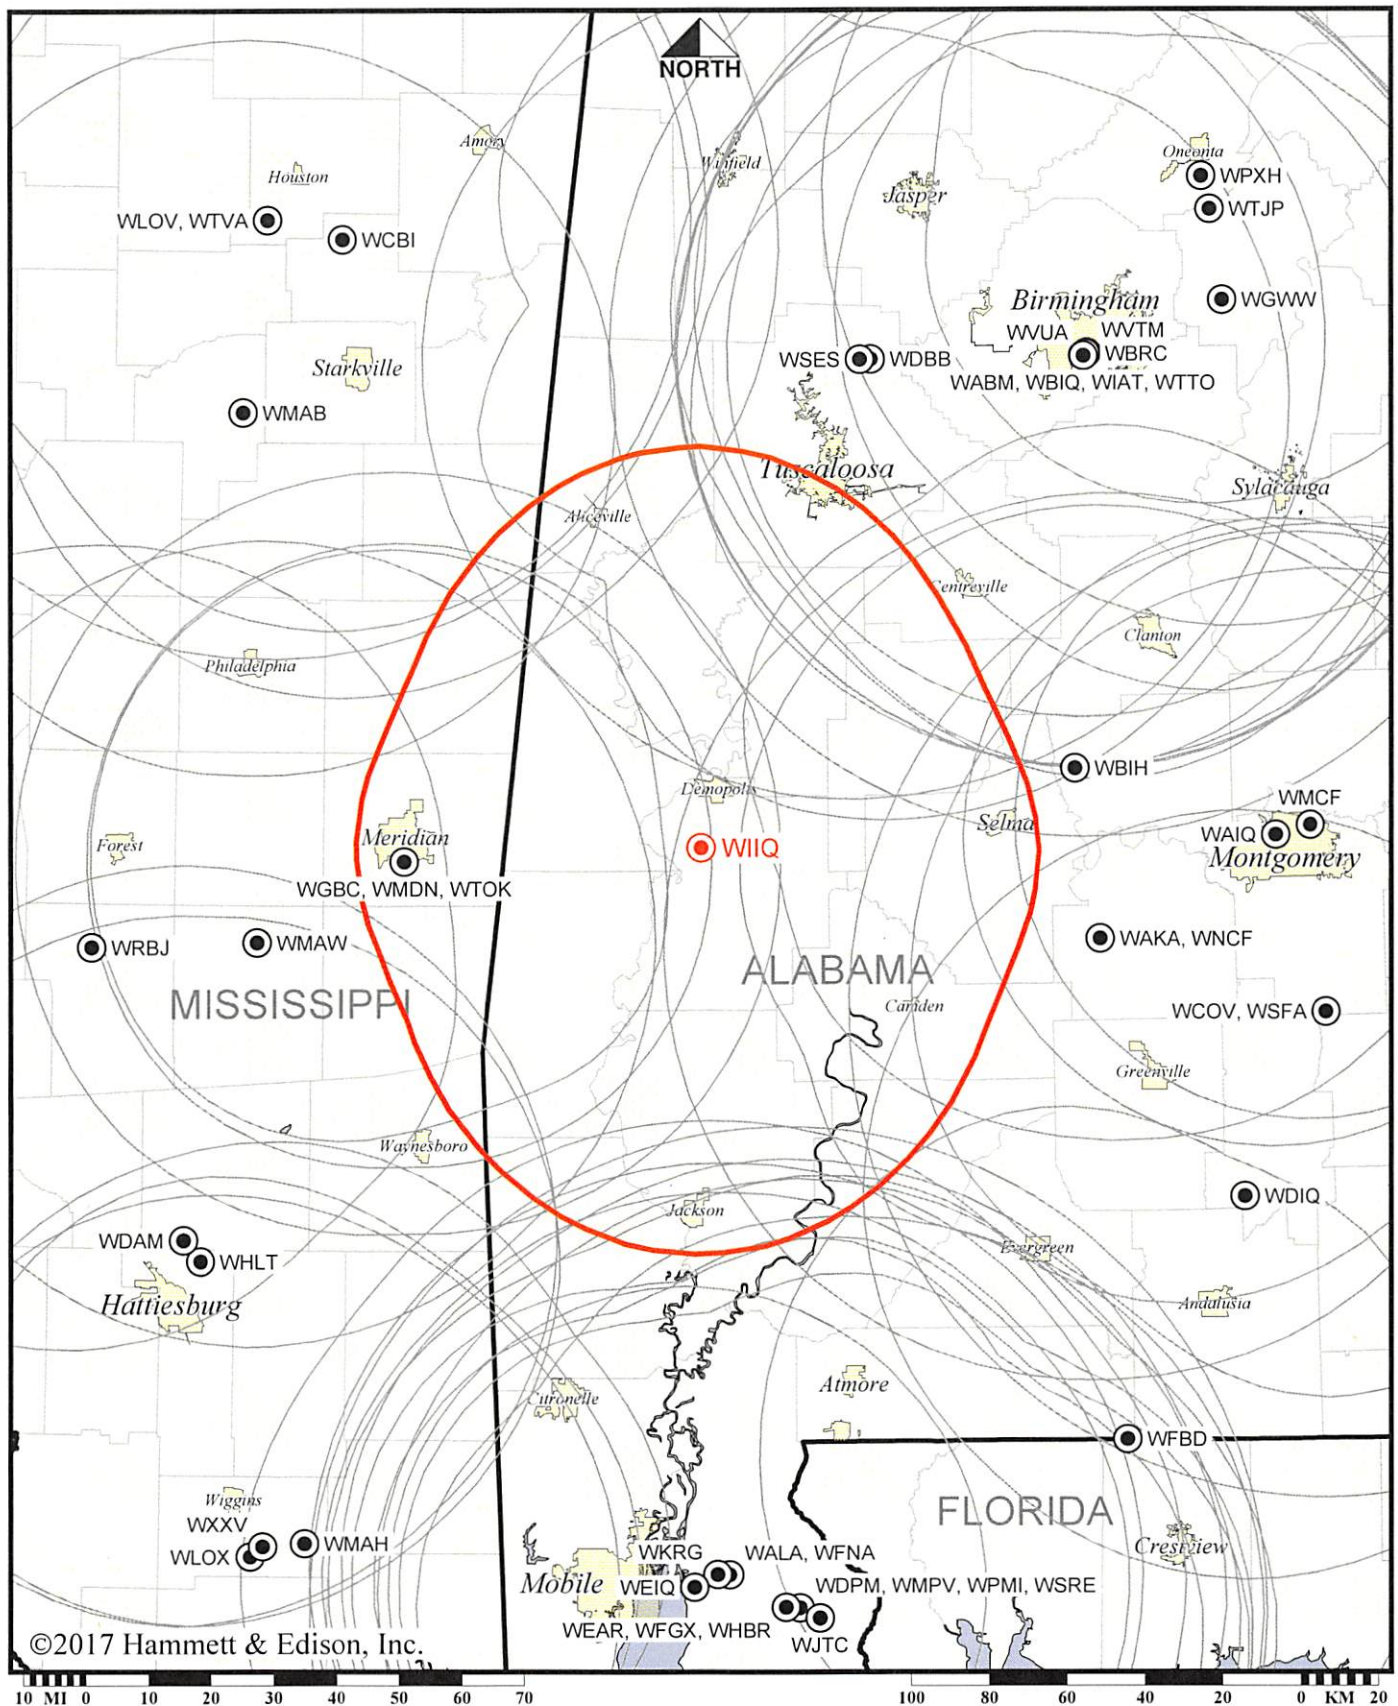 NORTH
Amory
Winfield
Oneonta
Houston
WPXH
Jasper
WTJP
WLOV, WTVA
WCBI
Birmingham
WGWW
WVUA
WVTM
WSES
WDBB
WBRC
Starkville
WABM, WBIQ, WIAT, WTTO
WMAB
Tuscaloosa
Sylacauga
Aliceville
Centreville
Clanton
Philadelphia
WBIH
Demopolis
WMCF
Selma
Forest
Meridian
WIIQ
WAIQ
Montgomery
WGBC, WMDN, WTOK
WRBJ
WMAW
WAKA, WNCF
ALABAMA
MISSISSIPPI
Camden
WCOV, WSFA
Greenville
Waynesboro
WDIQ
Jackson
WDAM
Evergreen
WHLT
Hattiesburg
Andalusia
Citronelle
Atmore
WFBD
Wiggins
FLORIDA
WXXV
WMAH
Crestview
WLOX
WKRG
WALA, WFNA
Mobile
WEIQ
WDPM, WMPV, WPMI, WSRE
WEAR, WFGX, WHBR
WJTC
©2017 Hammett & Edison, Inc.
10 MI 0 10 20 30 40 50 60 70 100 80 60 40 20 KM 20